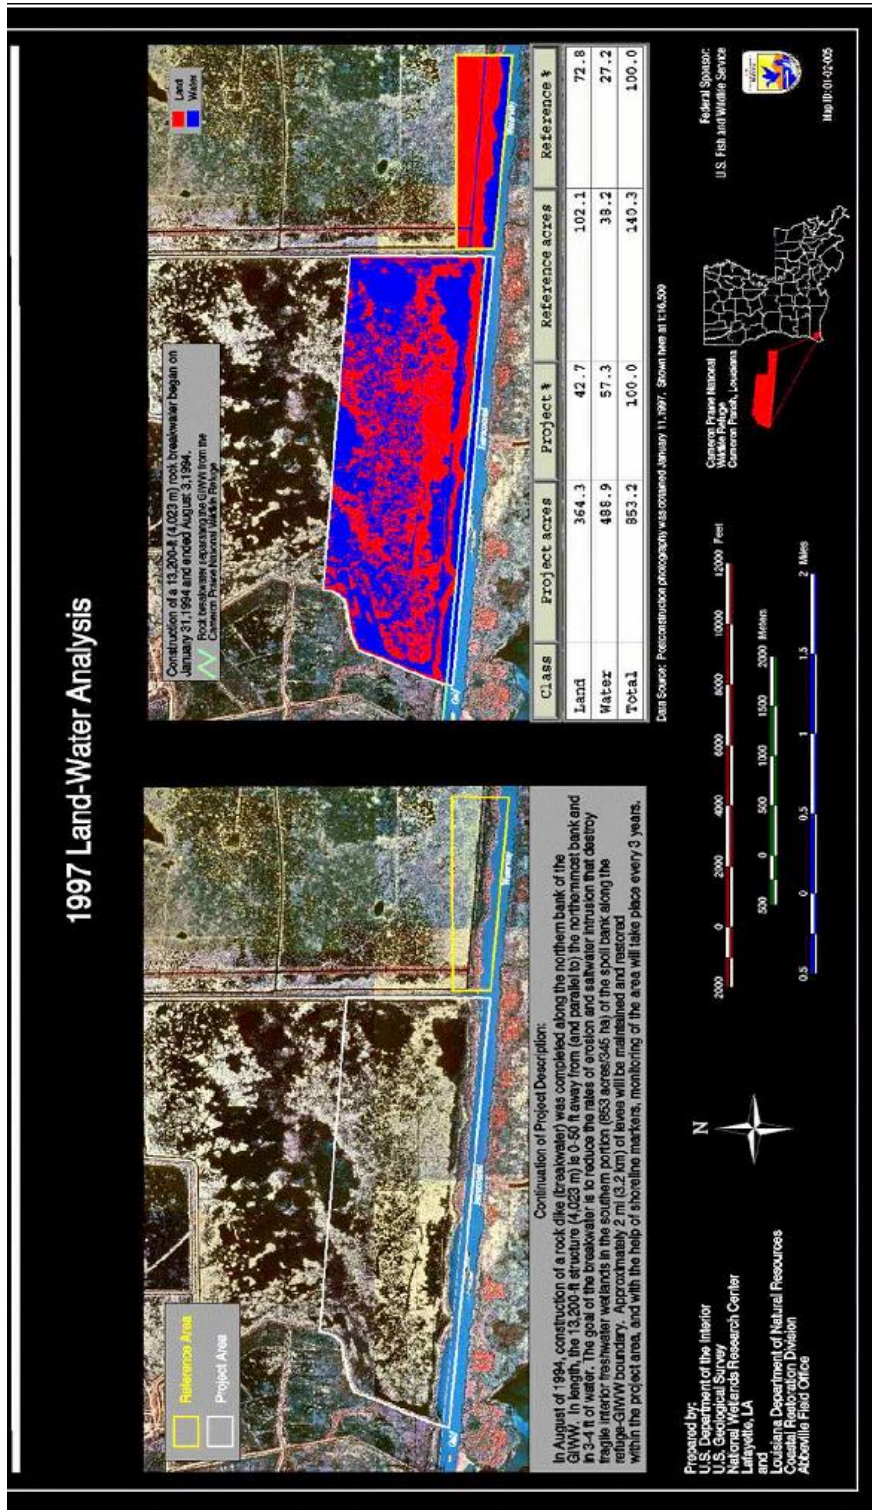 1997 Land-Water Analysis
Reference Area
Project Area
Gulf
Intracoastal
Waterway
Continuation of Project Description:
In August of 1994, construction of a rock dike (breakwater) was completed along the northern bank of the
GIWW. In length, the 13,200-ft structure (4,023 m) is 0-50 ft away from (and parallel to) the northernmost bank and
in 3-4 ft of water. The goal of the breakwater is to reduce the rates of erosion and saltwater intrusion that destroy
fragile interior freshwater wetlands in the southern portion (853 acres/345 ha) of the spoil bank along the
refuge-GIWW boundary. Approximately 2 mi (3.2 km) of levee will be maintained and restored
within the project area, and with the help of shoreline markers, monitoring of the area will take place every 3 years.
Construction of a 13,200-ft (4,023 m) rock breakwater began on
January 31,1994 and ended August 3,1994.
Rock breakwater separating the GIWW from the
Cameron Prairie National Wildlife Refuge
Land
Water
Gulf
Intracoastal
Waterway
Class Project acres Project % Reference acres Reference %
Land 364.3 42.7 102.1 72.8
Water 488.9 57.3 38.2 27.2
Total 853.2 100.0 140.3 100.0
Data Source: Postconstruction photography was obtained January 11,1997. Shown here at 1:16,500
Prepared by:
U.S. Department of the Interior
U.S. Geological Survey
National Wetlands Research Center
Lafayette, LA
and
Louisiana Department of Natural Resources
Coastal Restoration Division
Abbeville Field Office
N
2000 0 2000 4000 6000 8000 10000 12000 Feet
500 0 500 1000 1500 2000 Meters
0.5 0 0.5 1 1.5 2 Miles
Cameron Prairie National
Wildlife Refuge
Cameron Parish, Louisiana
Federal Sponsor:
U.S. Fish and Wildlife Service
Map ID: 01-02-005